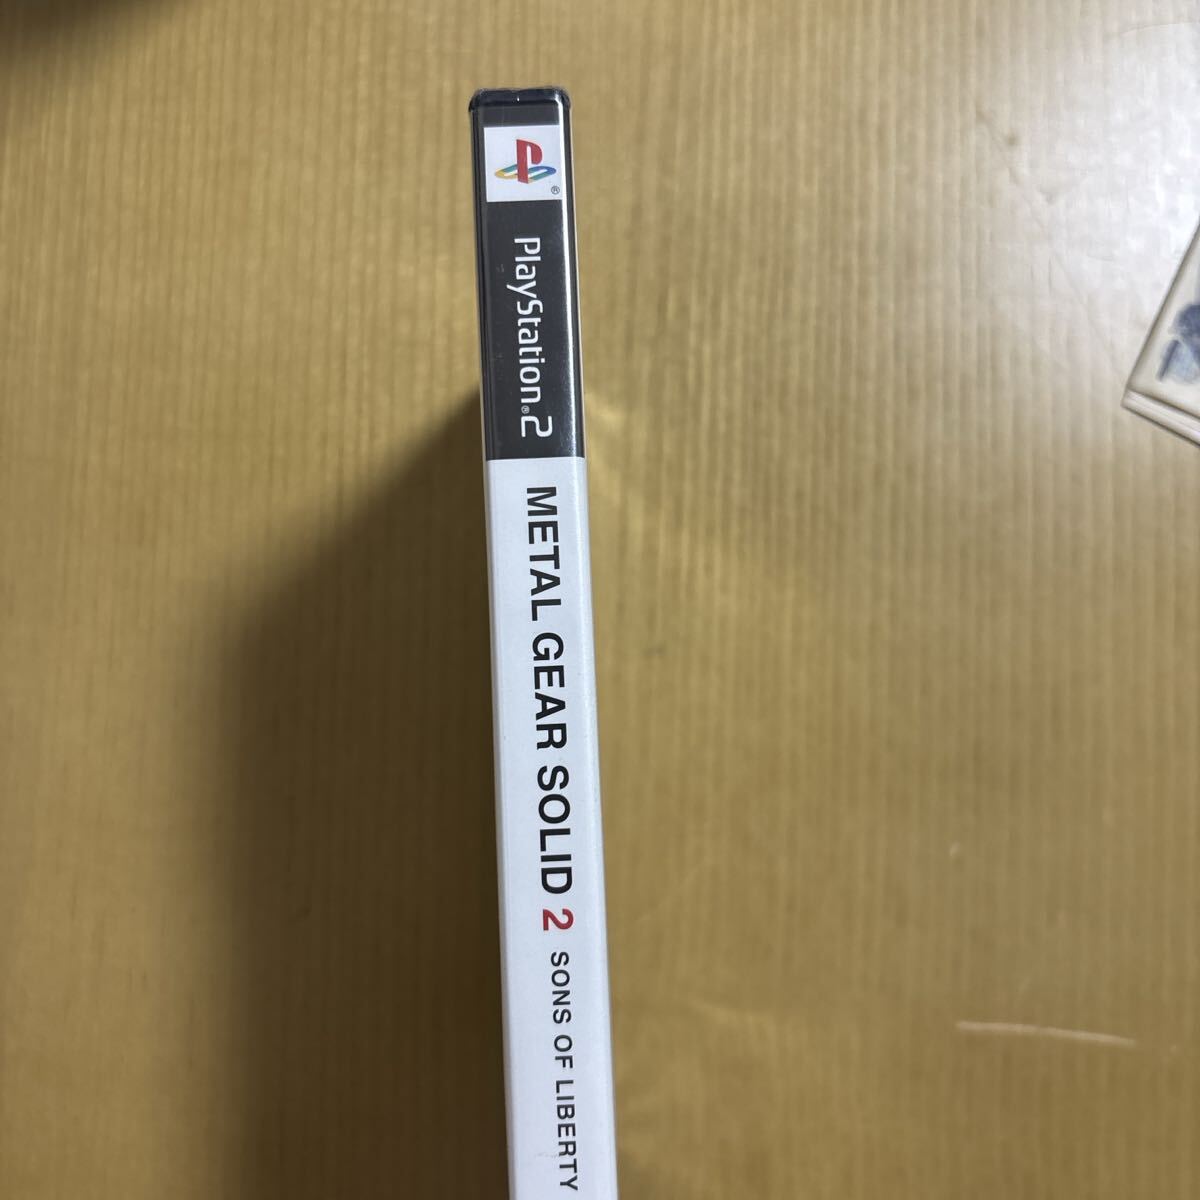 PlayStation®2
METAL GEAR SOLID 2 SONS OF LIBERTY